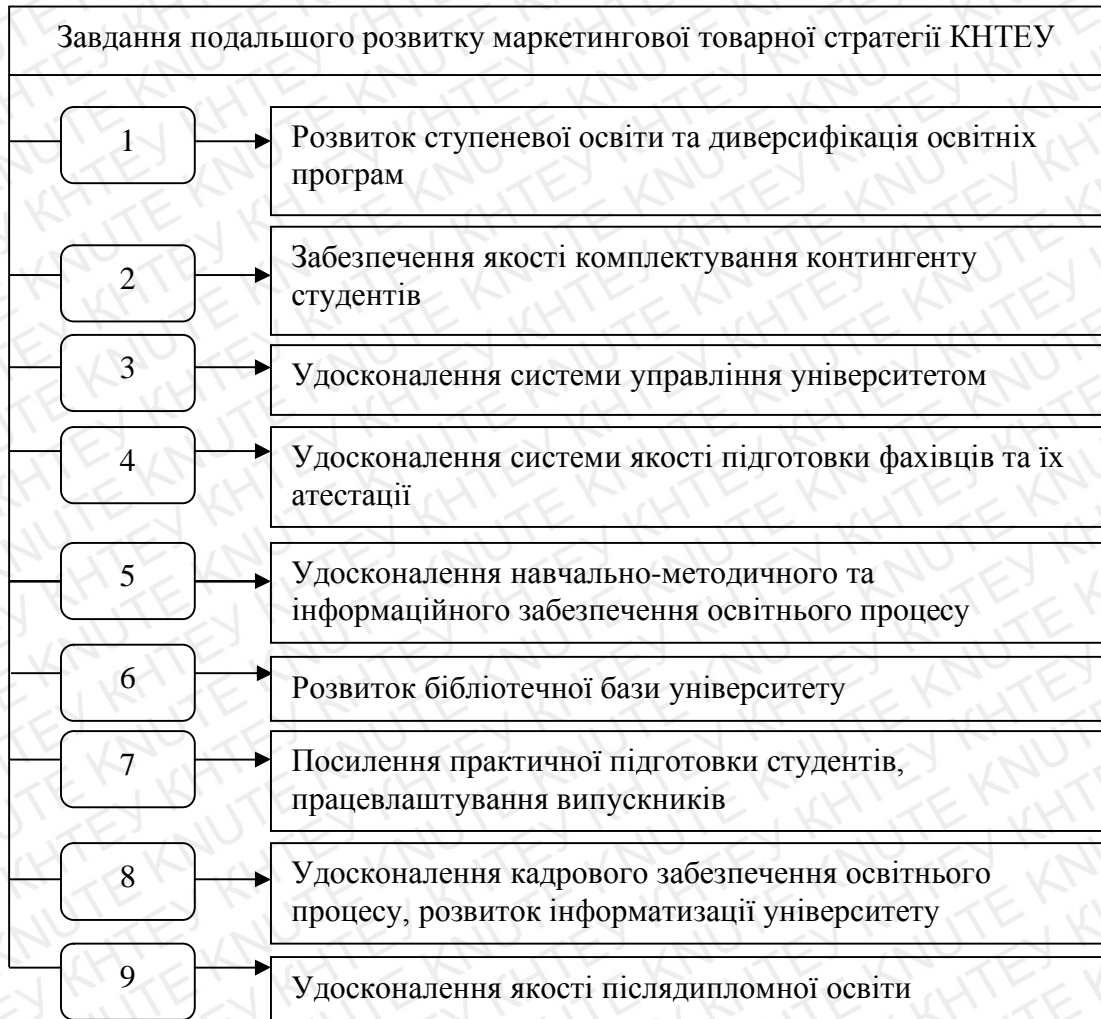 Завдання подальшого розвитку маркетингової товарної стратегії КНТЕУ
1
Розвиток ступеневої освіти та диверсифікація освітніх
програм
2
Забезпечення якості комплектування контингенту
студентів
3
Удосконалення системи управління університетом
4
Удосконалення системи якості підготовки фахівців та їх
атестації
5
Удосконалення навчально-методичного та
інформаційного забезпечення освітнього процесу
6
Розвиток бібліотечної бази університету
7
Посилення практичної підготовки студентів,
працевлаштування випускників
8
Удосконалення кадрового забезпечення освітнього
процесу, розвиток інформатизації університету
9
Удосконалення якості післядипломної освіти